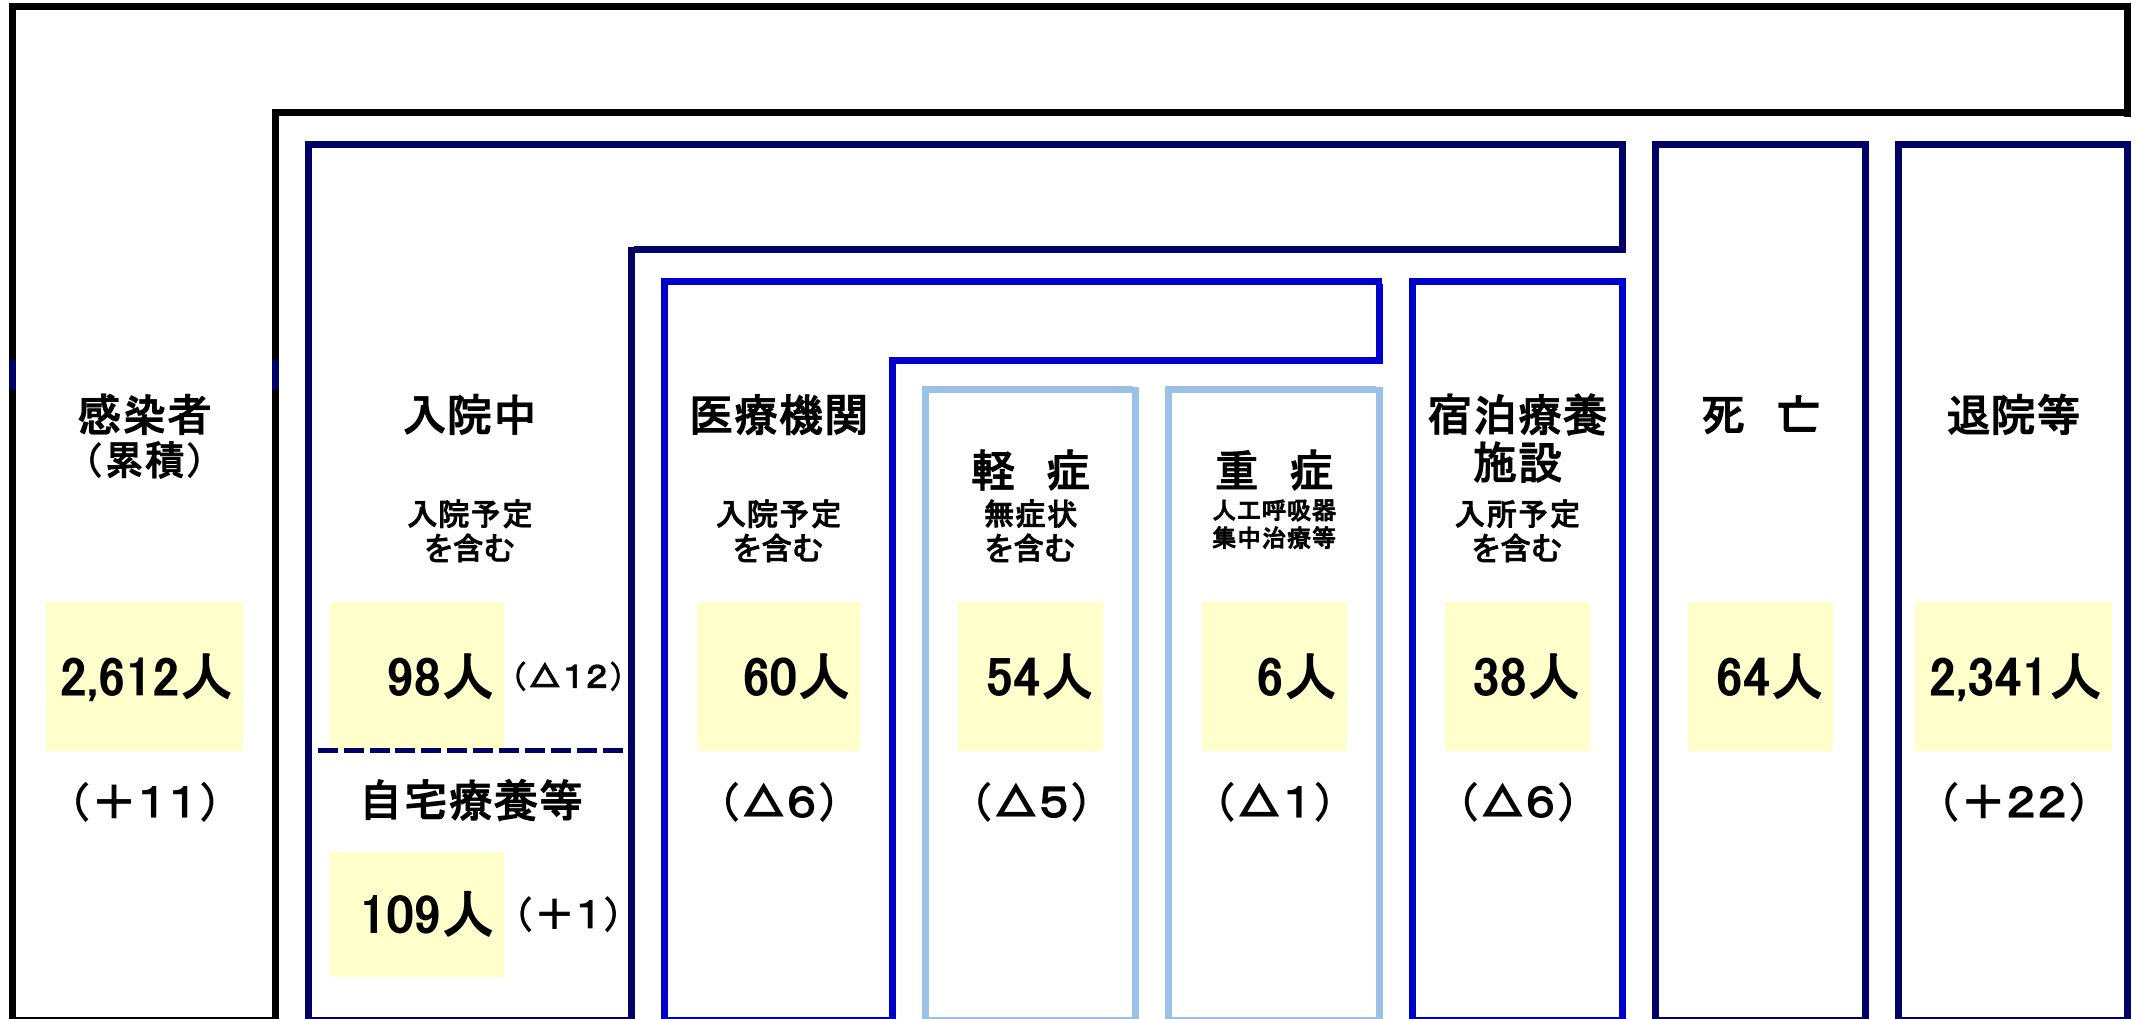 感染者
（累積）
2,612人
（＋11）
入院中
入院予定
を含む
98人（△12）
自宅療養等
109人（＋1）
医療機関
入院予定
を含む
60人
（△6）
軽 症
無症状
を含む
54人
（△5）
重 症
人工呼吸器
集中治療等
6人
（△1）
宿泊療養
施設
入所予定
を含む
38人
（△6）
死 亡
64人
退院等
2,341人
（＋22）